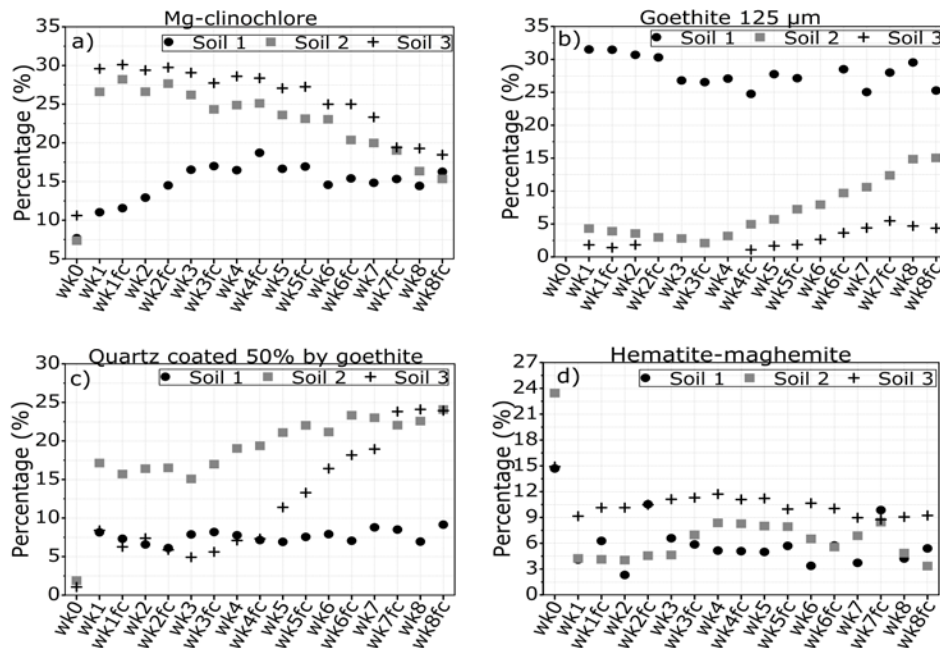 Mg-clinochlore
a)
Soil 1 Soil 2 Soil 3
Percentage (%)
35
30
25
20
15
10
5
wk0 wk1 wk1fc wk2 wk2fc wk3 wk3fc wk4 wk4fc wk5 wk5fc wk6 wk6fc wk7 wk7fc wk8 wk8fc
Goethite 125 µm
b)
Soil 1 Soil 2 Soil 3
Percentage (%)
35
30
25
20
15
10
5
0
wk0 wk1 wk1fc wk2 wk2fc wk3 wk3fc wk4 wk4fc wk5 wk5fc wk6 wk6fc wk7 wk7fc wk8 wk8fc
Quartz coated 50% by goethite
c)
Soil 1 Soil 2 Soil 3
Percentage (%)
30
25
20
15
10
5
0
wk0 wk1 wk1fc wk2 wk2fc wk3 wk3fc wk4 wk4fc wk5 wk5fc wk6 wk6fc wk7 wk7fc wk8 wk8fc
Hematite-maghemite
d)
Soil 1 Soil 2 Soil 3
Percentage (%)
27
24
21
18
15
12
9
6
3
0
wk0 wk1 wk1fc wk2 wk2fc wk3 wk3fc wk4 wk4fc wk5 wk5fc wk6 wk6fc wk7 wk7fc wk8 wk8fc